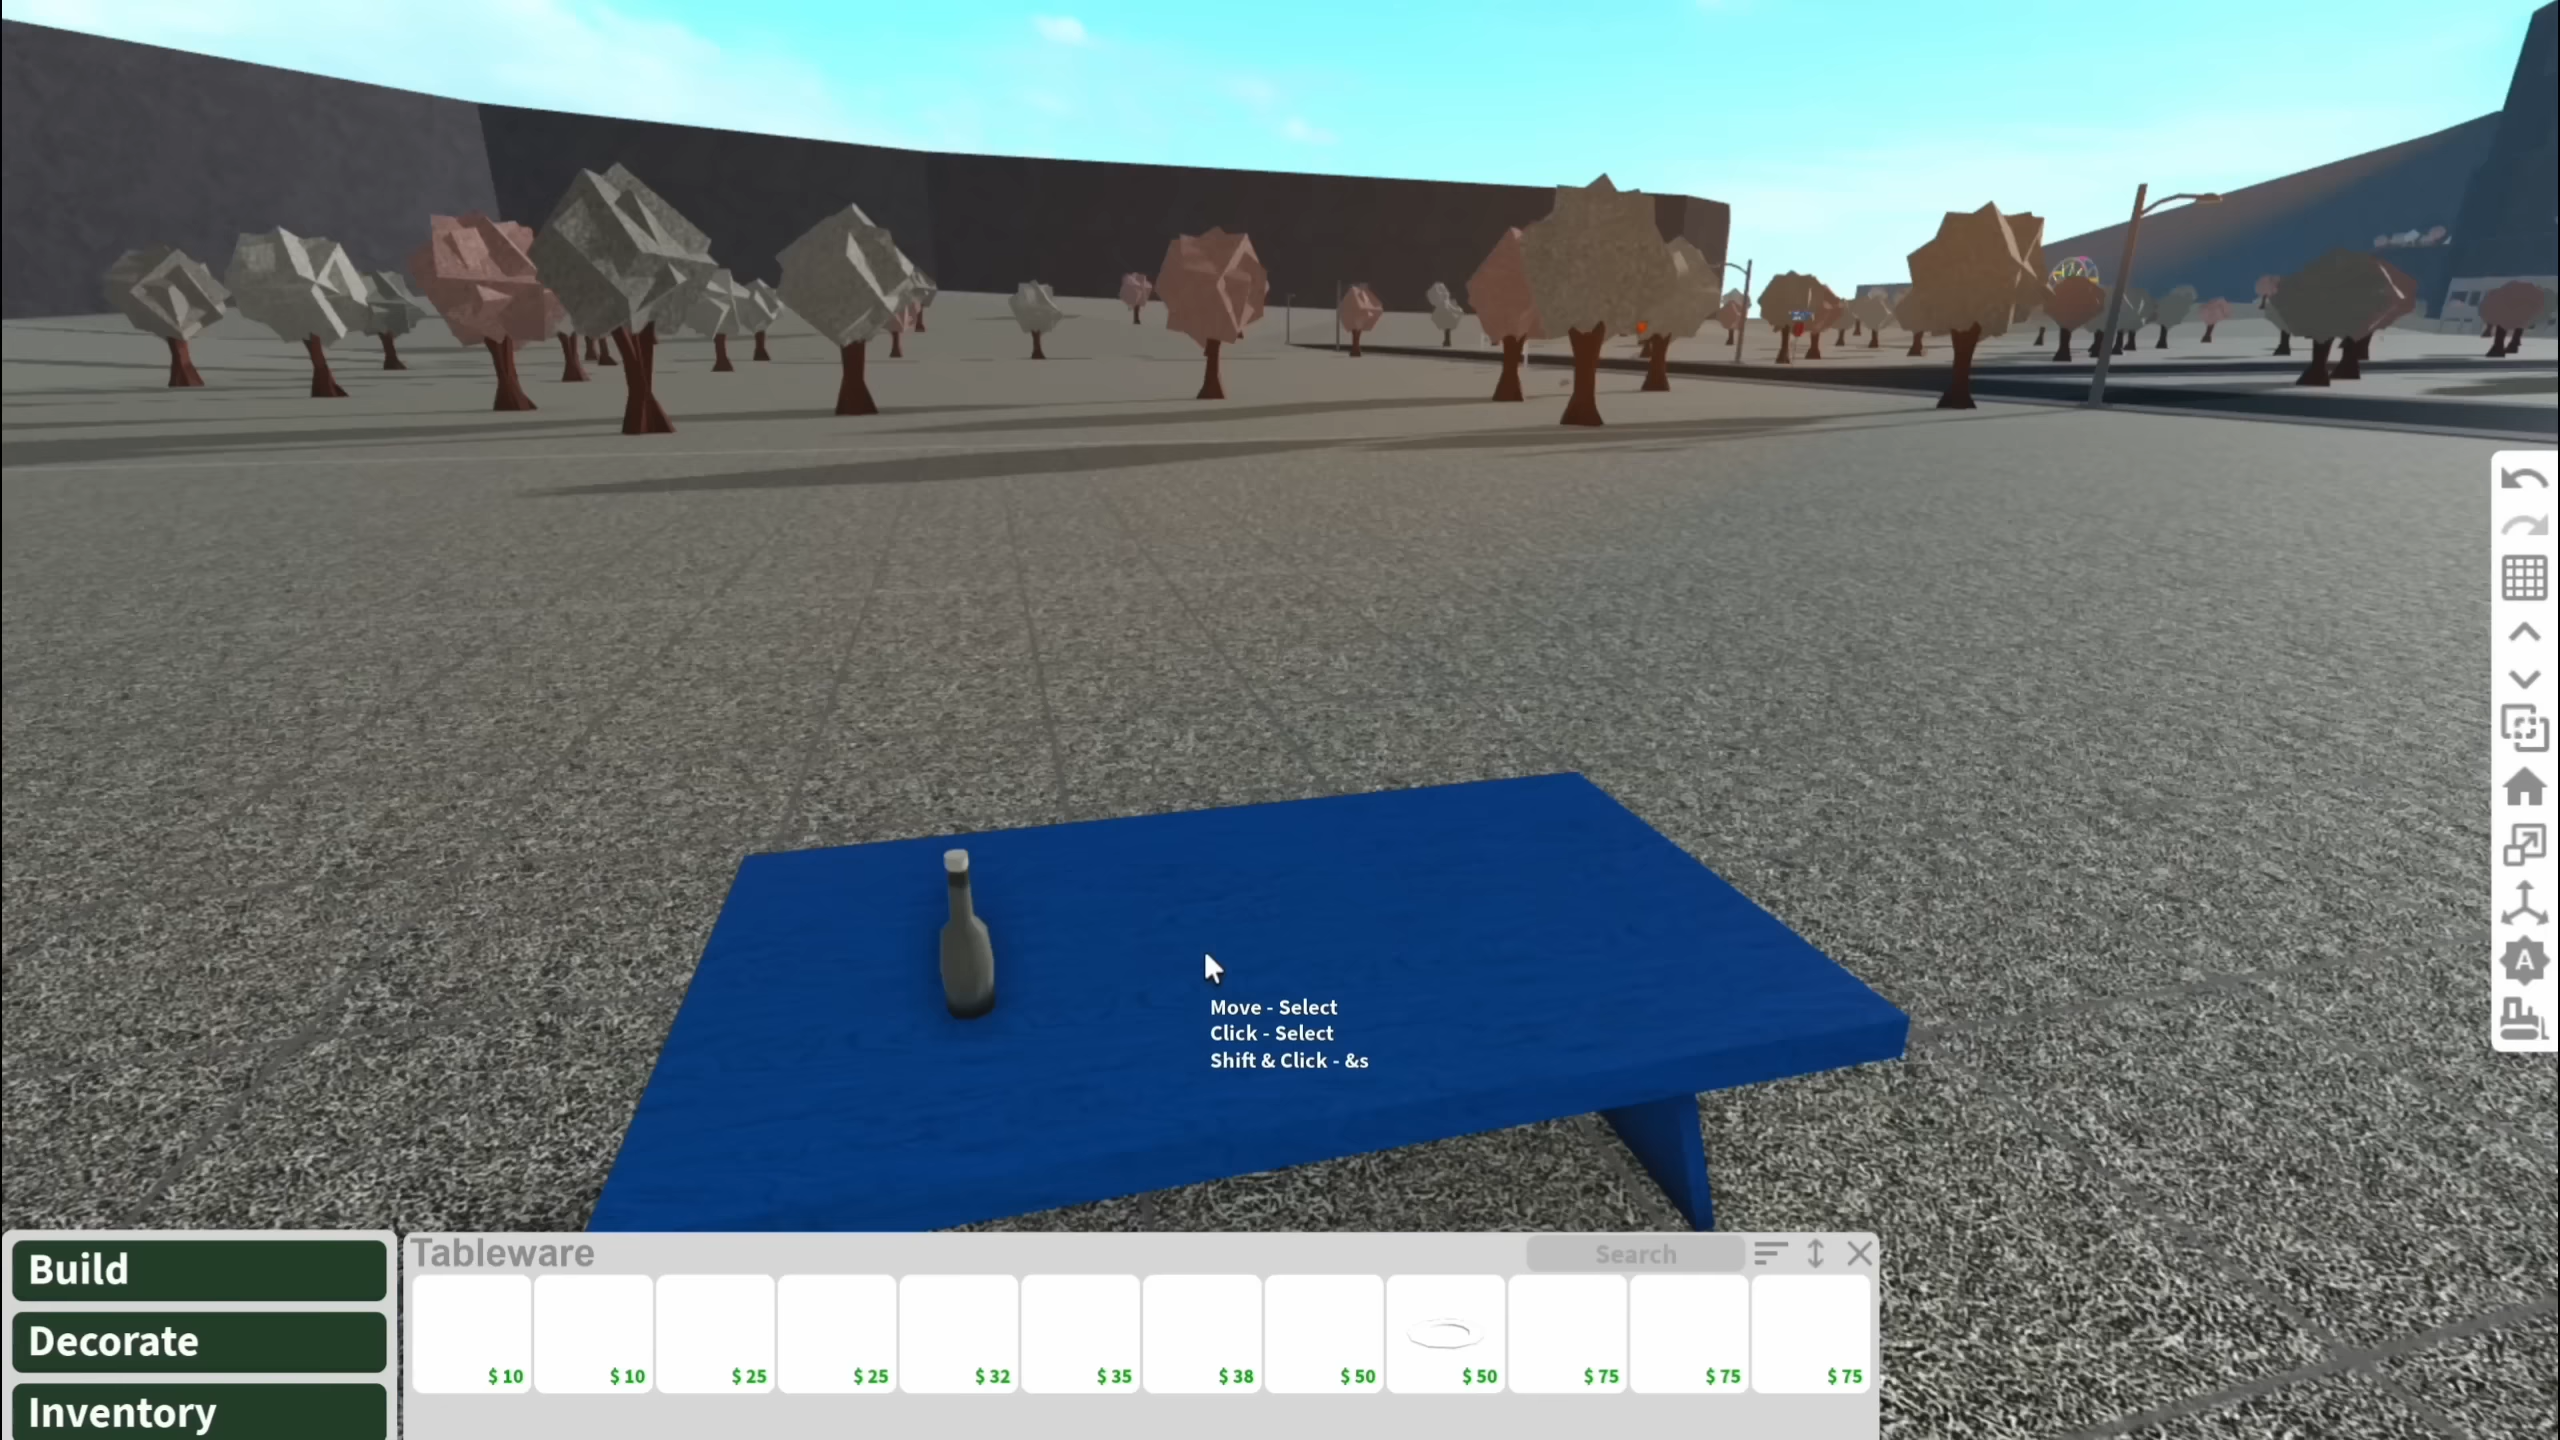 Move - Select
Click - Select
Shift & Click - &s
A
Build
Decorate
Inventory
Tableware
Search
$ 10
$ 10
$ 25
$ 25
$ 32
$ 35
$ 38
$ 50
$ 50
$ 75
$ 75
$ 75